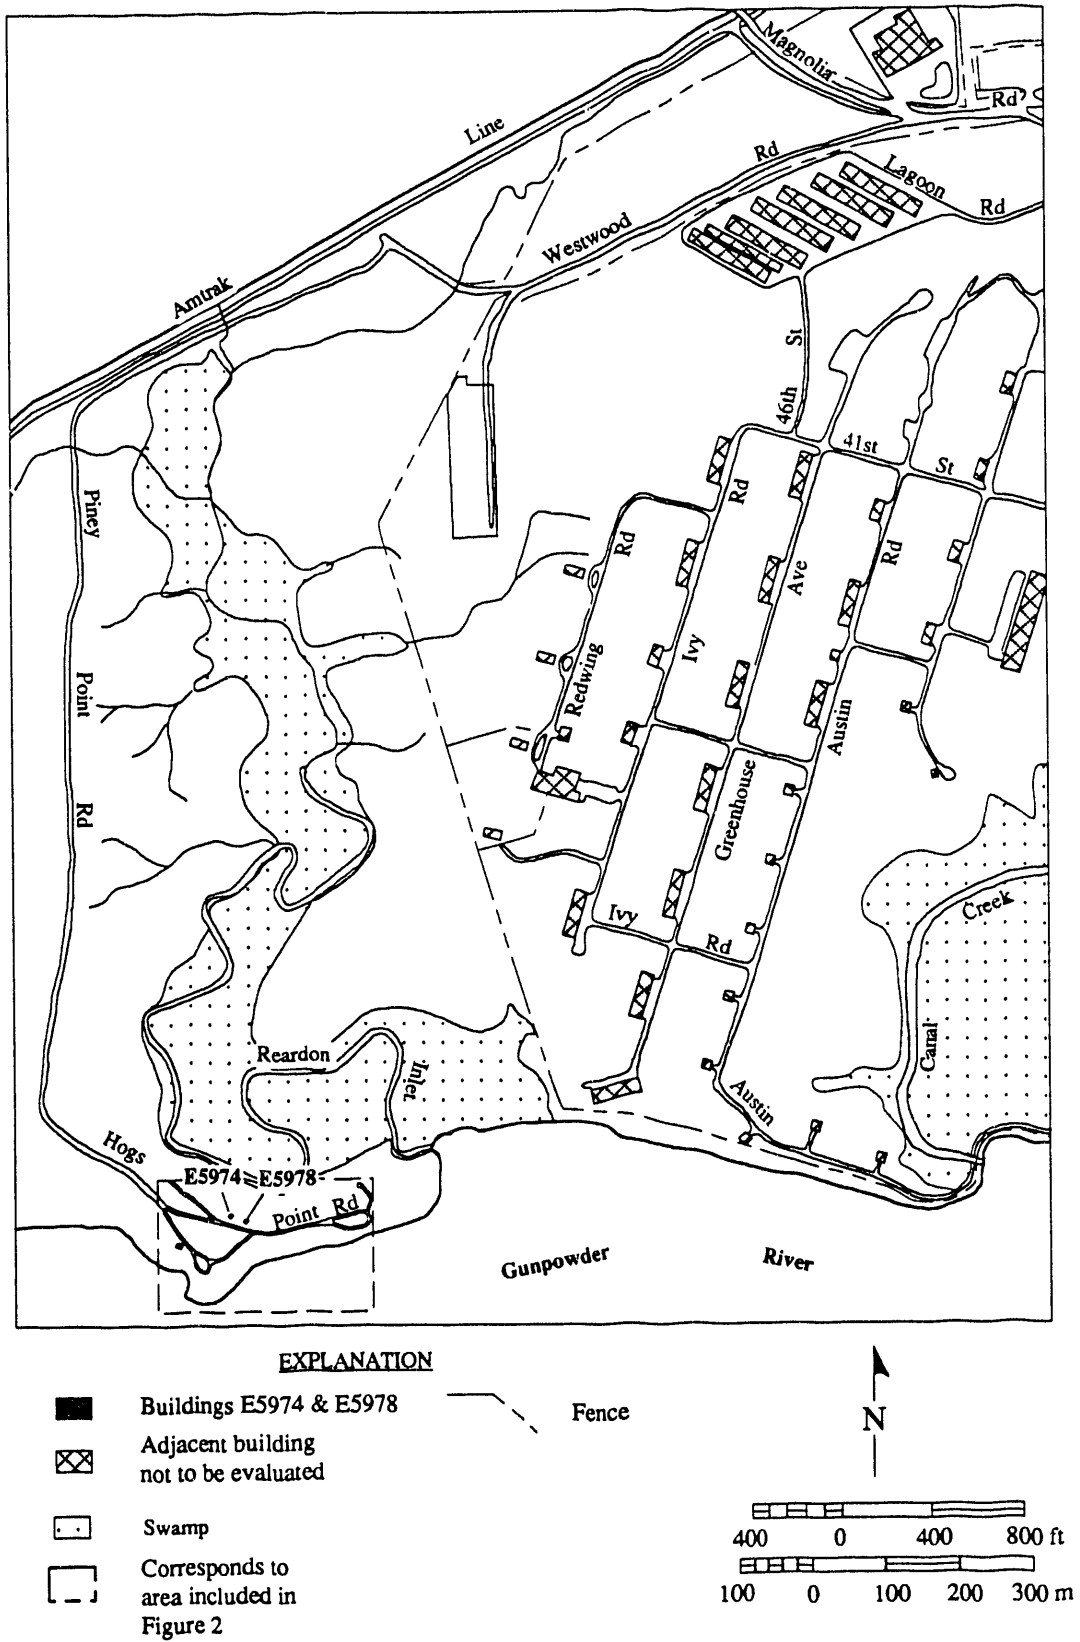 Magnolia
Rd
Line
Rd
Lagoon
Rd
Westwood
Amtrak
St
46th
41st
St
Piney
Rd
Rd
Rd
Ave
Ivy
Redwing
Point
Austin
Greenhouse
Rd
Creek
Ivy
Rd
Canal
Reardon
Inlet
Austin
Hogs
E5974
E5978
Point Rd
Gunpowder
River
EXPLANATION
Buildings E5974 & E5978
Fence
Adjacent building
not to be evaluated
N
Swamp
400 0 400 800 ft
Corresponds to
area included in
Figure 2
100 0 100 200 300 m